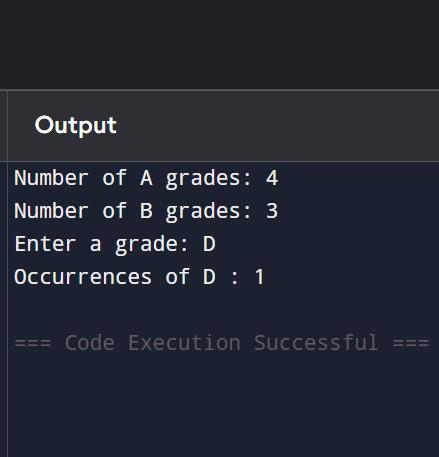 Output
Number of A grades: 4
Number of B grades: 3
Enter a grade: D
Occurrences of D : 1
=== Code Execution Successful ===